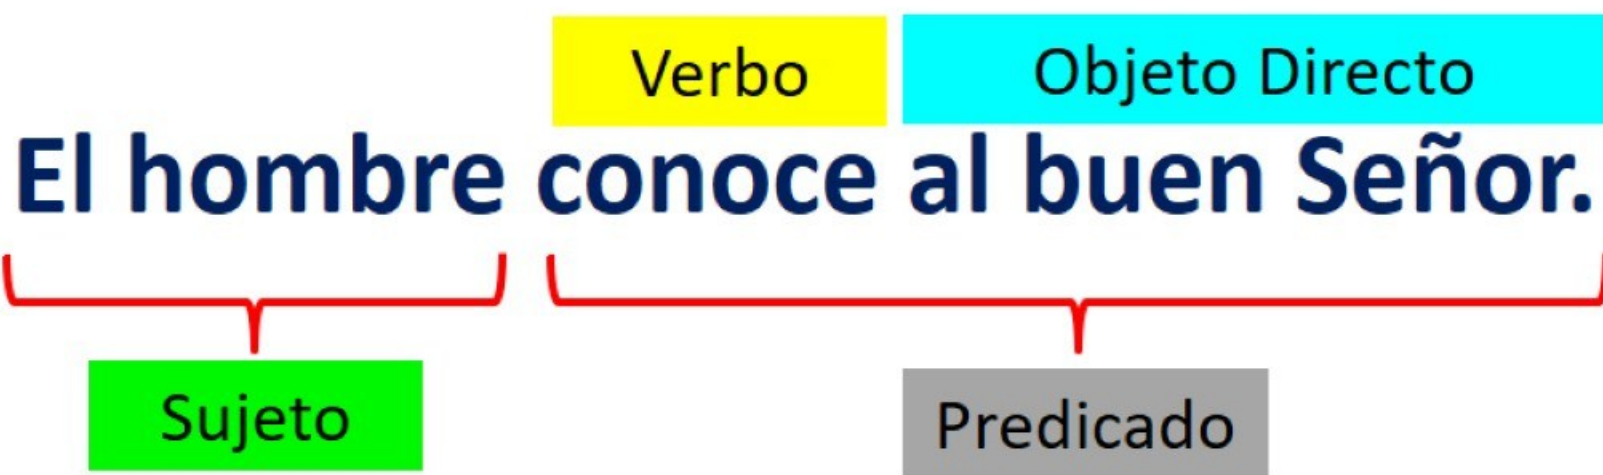 Verbo Objeto Directo
El hombre conoce al buen Señor.
Sujeto Predicado